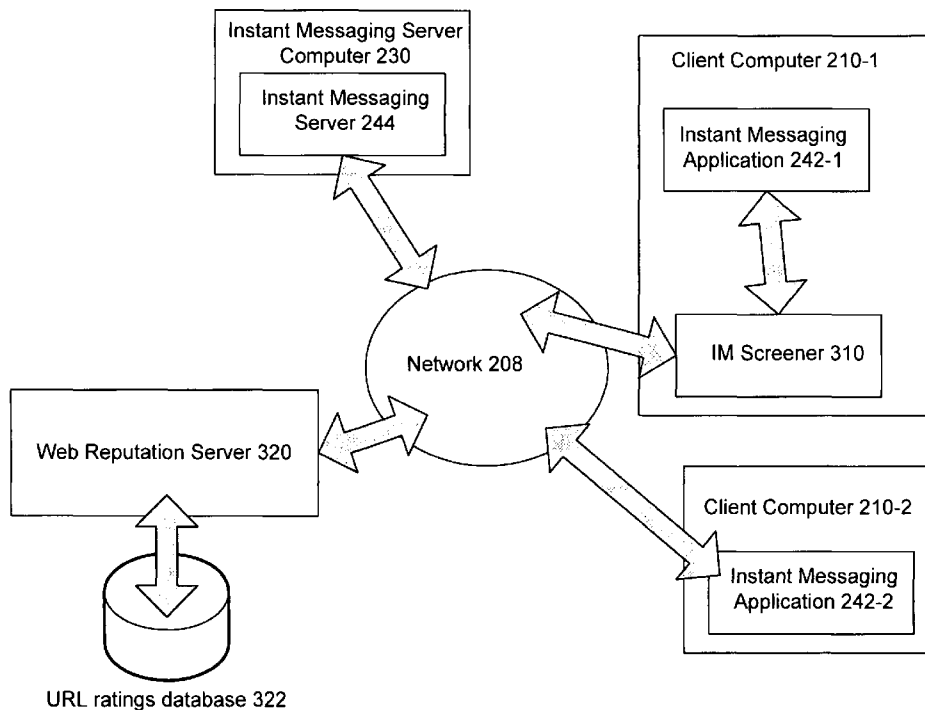 Instant Messaging Server
Computer 230
Instant Messaging
Server 244
Client Computer 210-1
Instant Messaging
Application 242-1
IM Screener 310
Network 208
Web Reputation Server 320
Client Computer 210-2
Instant Messaging
Application 242-2
URL ratings database 322